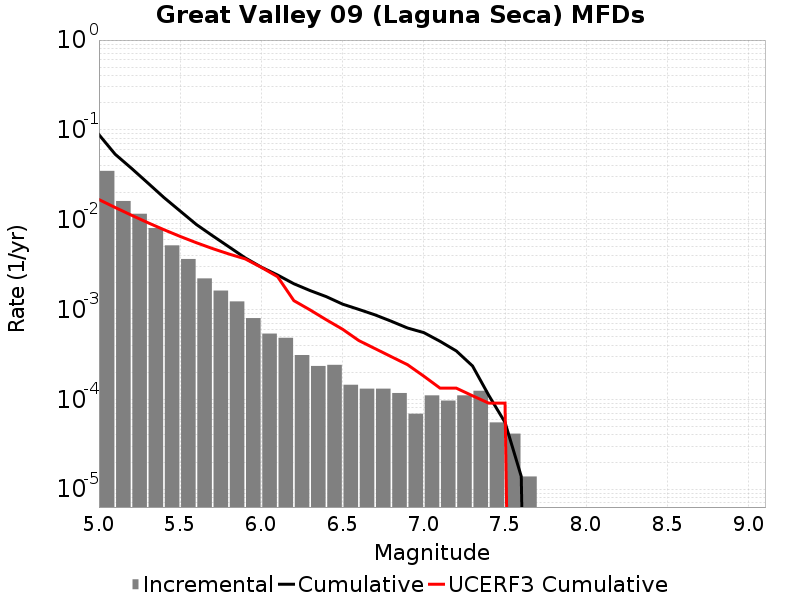 Great Valley 09 (Laguna Seca) MFDs
Rate (1/yr)
10^0
10^-1
10^-2
10^-3
10^-4
10^-5
5.0 5.5 6.0 6.5 7.0 7.5 8.0 8.5 9.0
Magnitude
Incremental Cumulative UCERF3 Cumulative